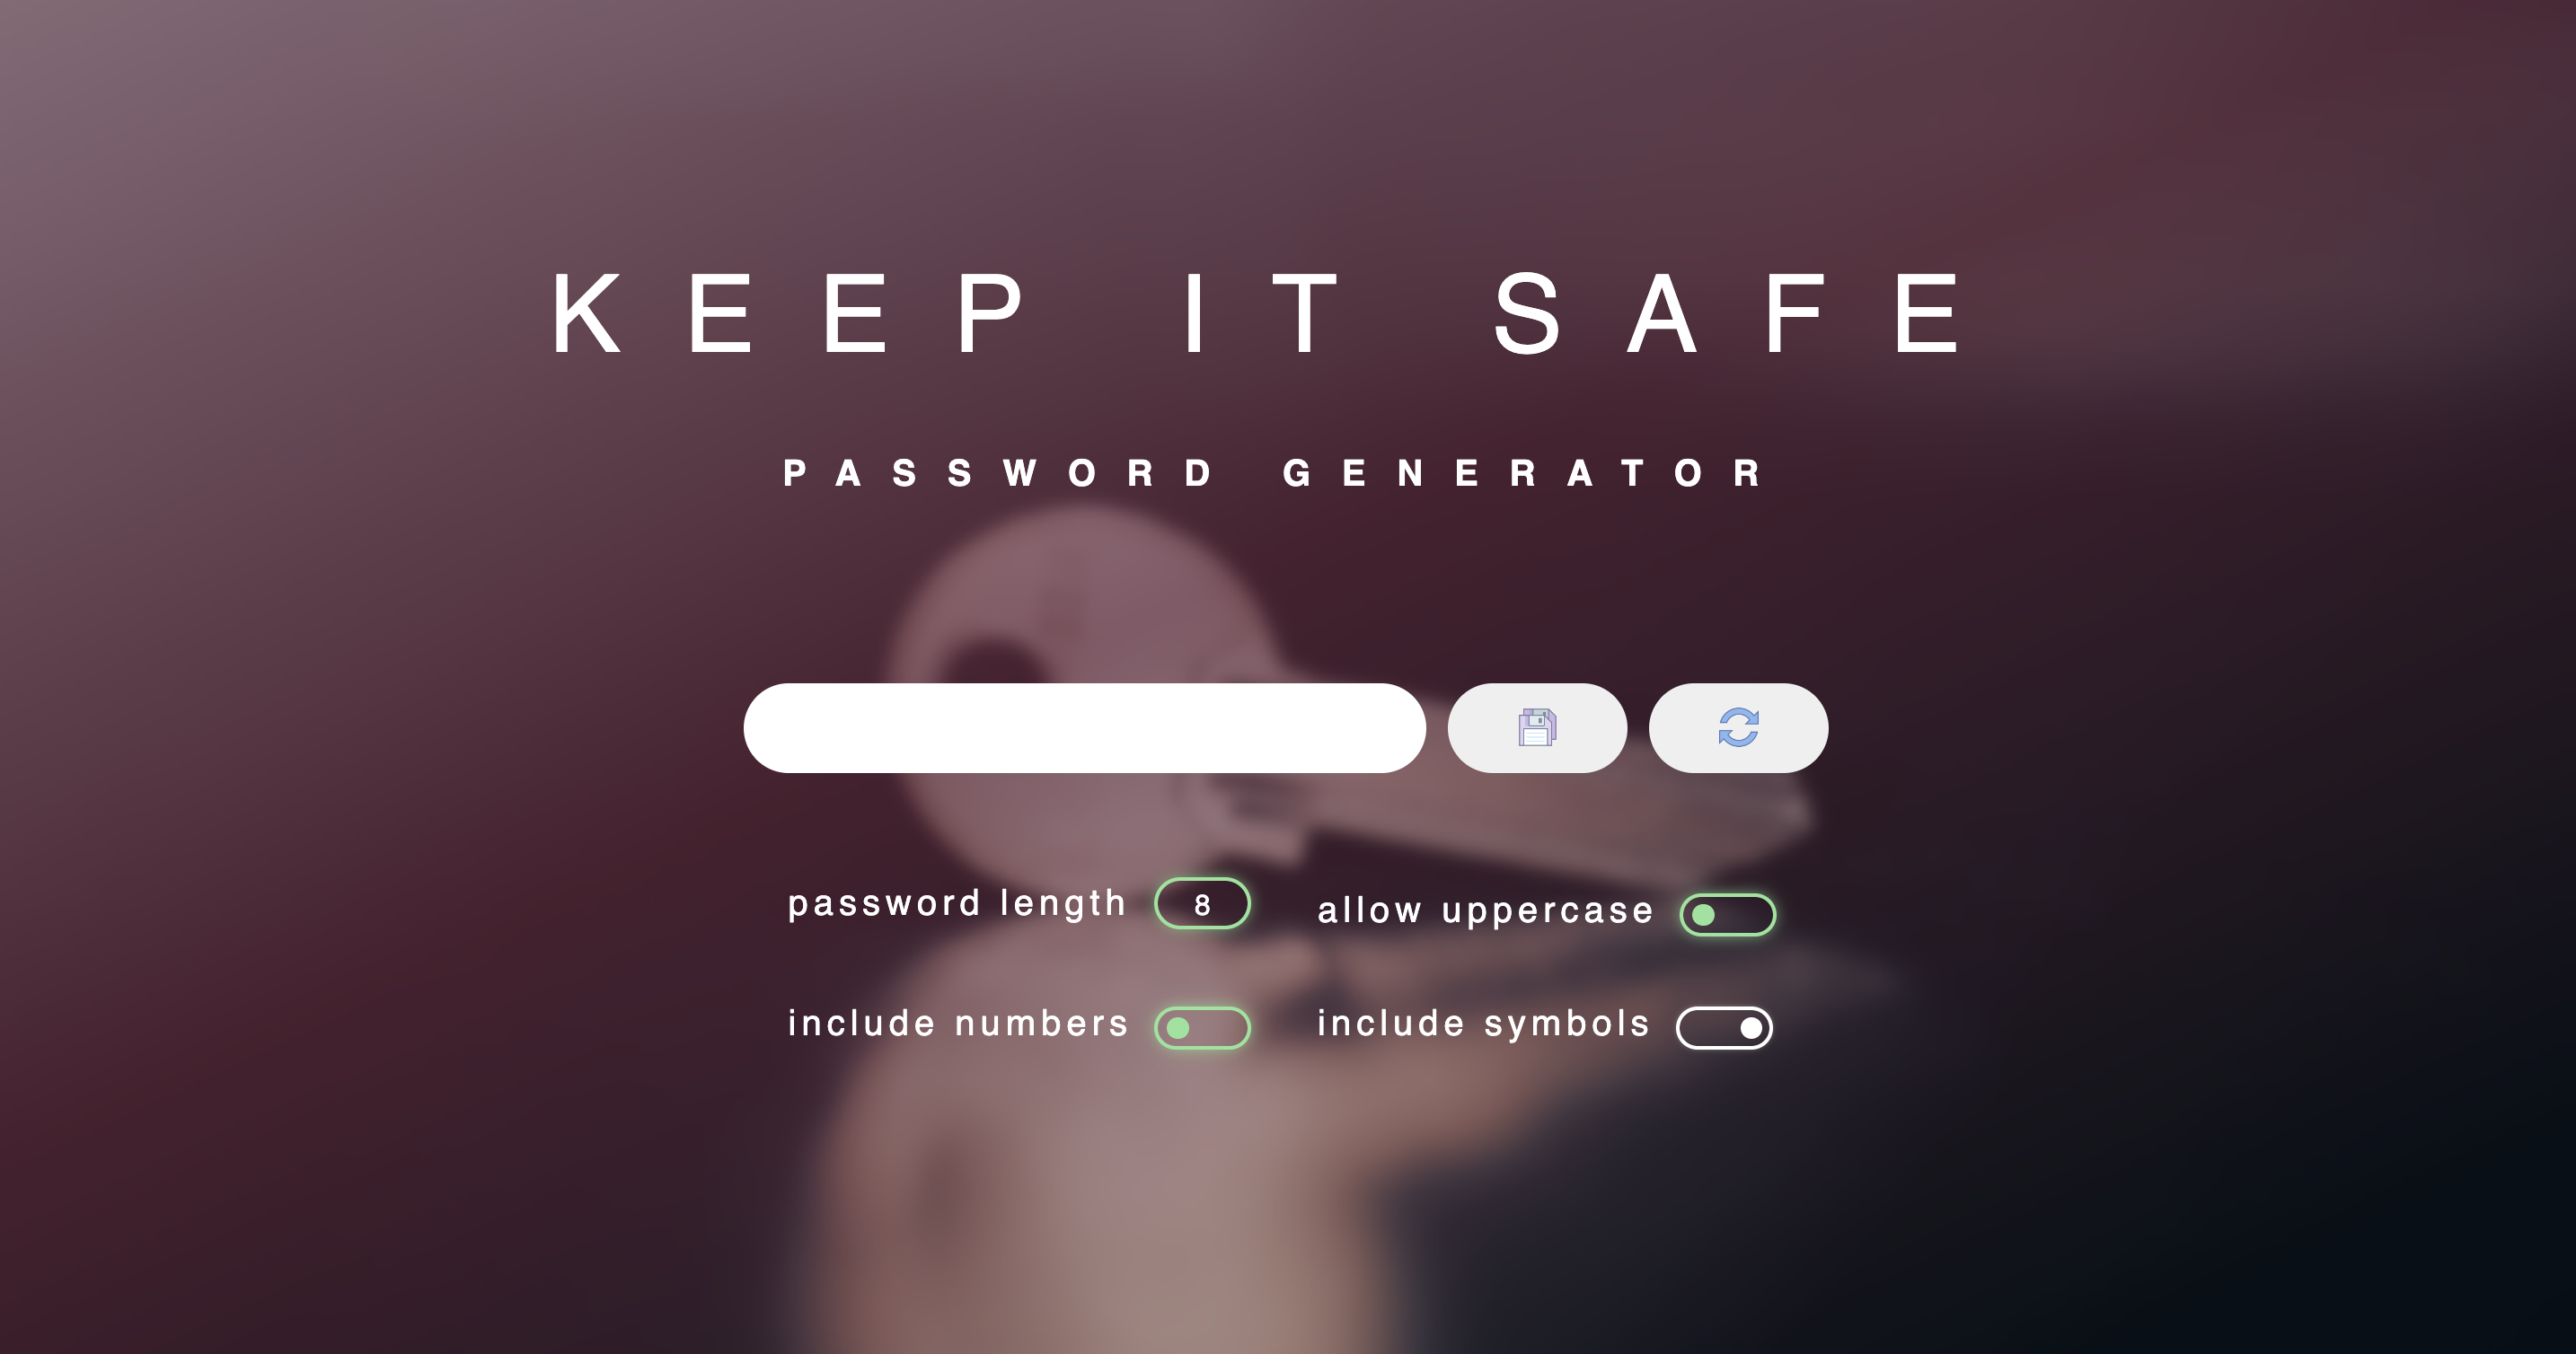 KEEP IT SAFE
PASSWORD GENERATOR
password length 8 allow uppercase
include numbers include symbols